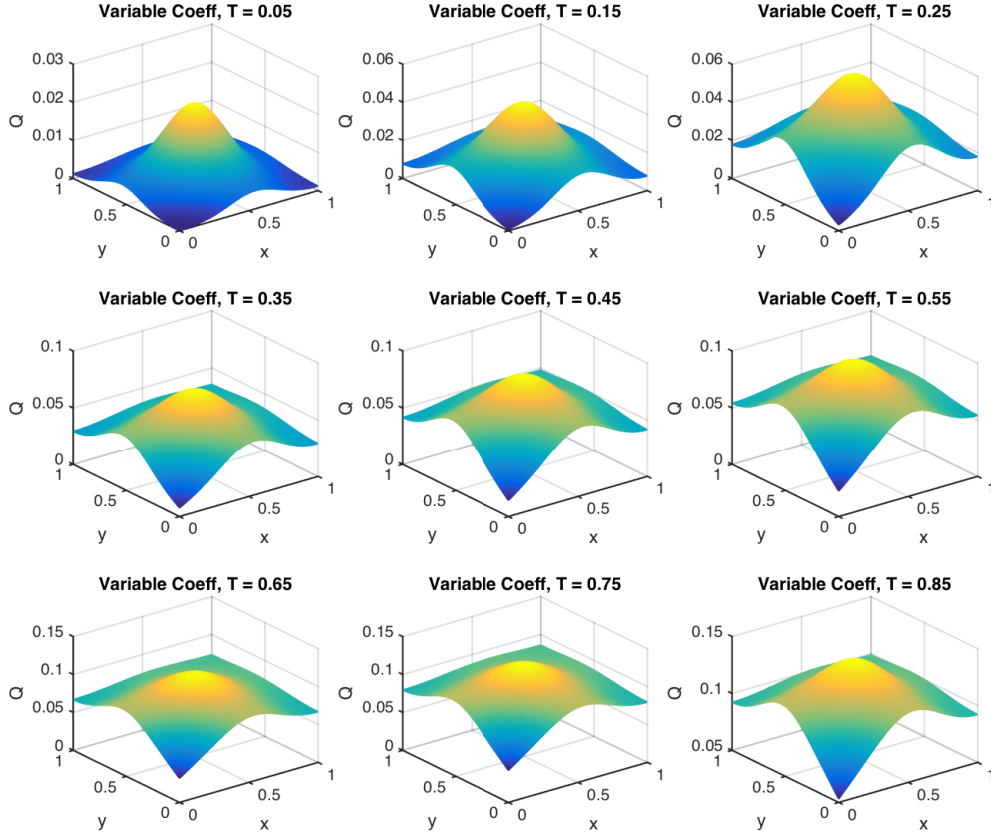 Variable Coeff, T = 0.05
0.03
0.02
0.01
0
1
0.5
0
0
0.5
1
Q
y
x
Variable Coeff, T = 0.15
0.06
0.04
0.02
0
1
0.5
0
0
0.5
1
Q
y
x
Variable Coeff, T = 0.25
0.06
0.04
0.02
0
1
0.5
0
0
0.5
1
Q
y
x
Variable Coeff, T = 0.35
0.1
0.05
0
1
0.5
0
0
0.5
1
Q
y
x
Variable Coeff, T = 0.45
0.1
0.05
0
1
0.5
0
0
0.5
1
Q
y
x
Variable Coeff, T = 0.55
0.1
0.05
0
1
0.5
0
0
0.5
1
Q
y
x
Variable Coeff, T = 0.65
0.15
0.1
0.05
0
1
0.5
0
0
0.5
1
Q
y
x
Variable Coeff, T = 0.75
0.15
0.1
0.05
0
1
0.5
0
0
0.5
1
Q
y
x
Variable Coeff, T = 0.85
0.15
0.1
0.05
1
0.5
0
0
0.5
1
Q
y
x